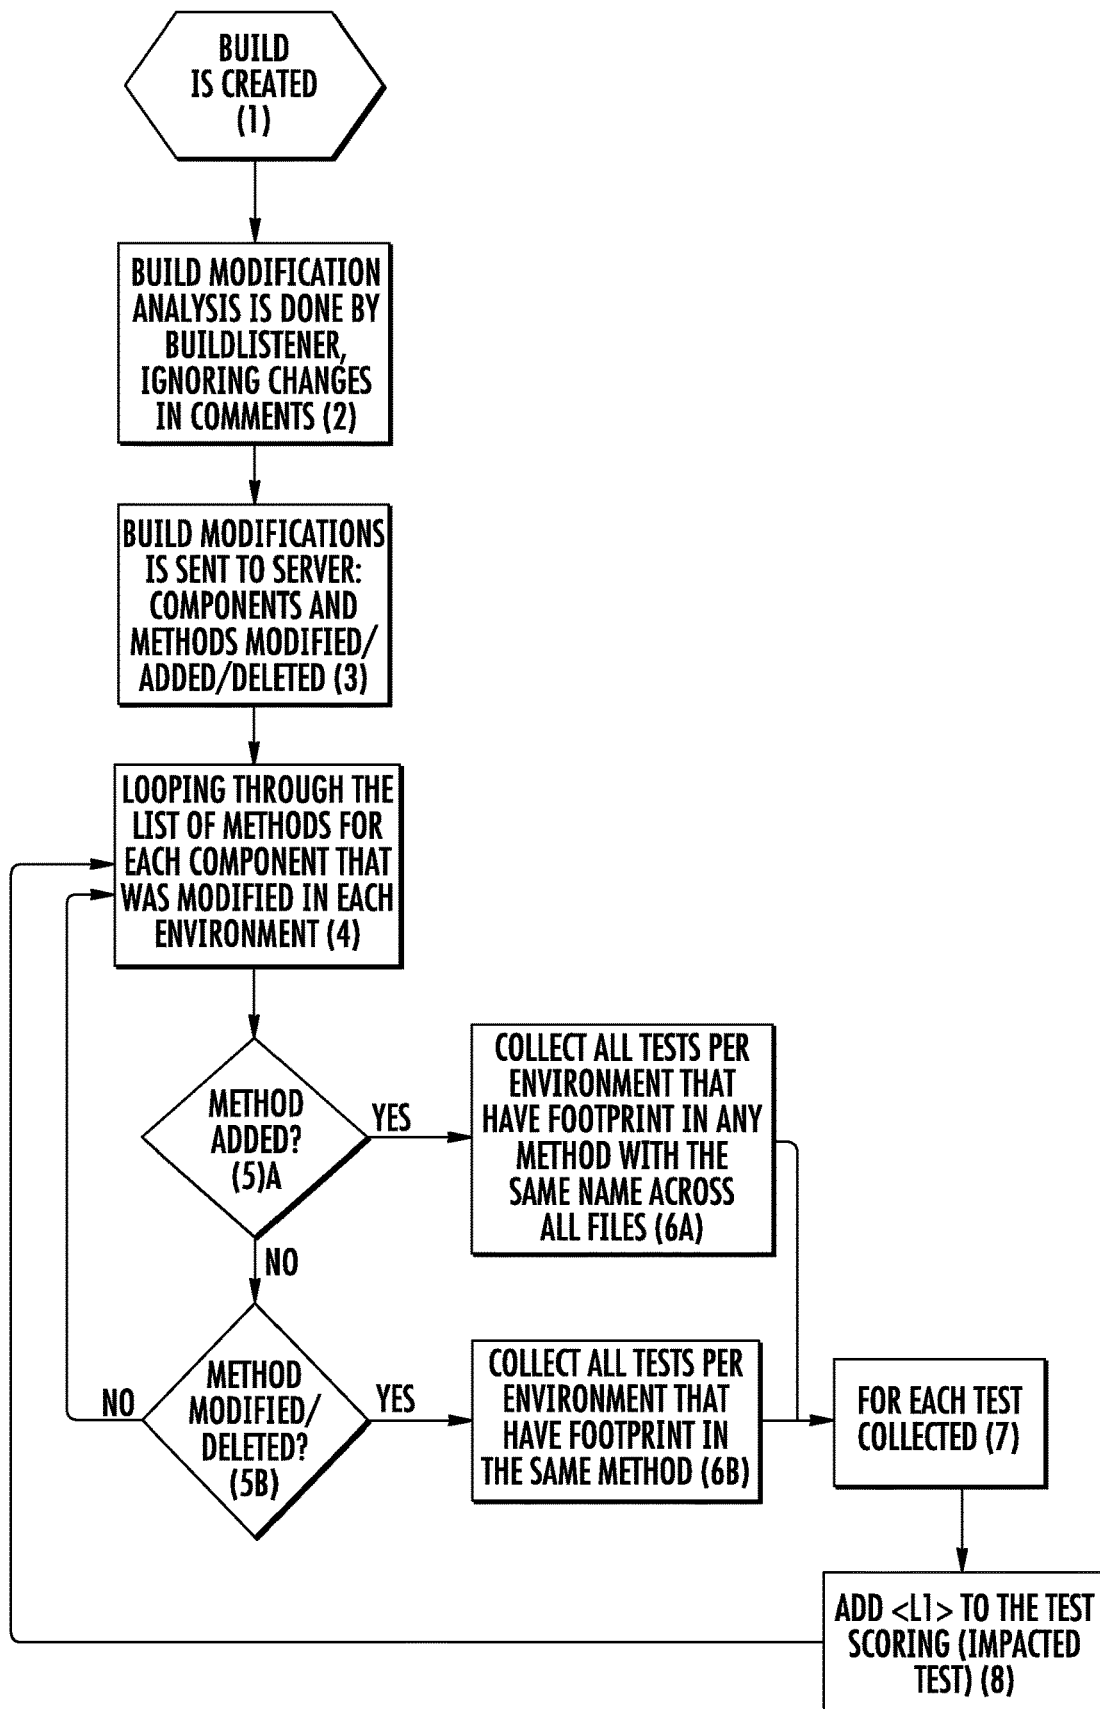 BUILD
IS CREATED
(1)
BUILD MODIFICATION
ANALYSIS IS DONE BY
BUILDLISTENER,
IGNORING CHANGES
IN COMMENTS (2)
BUILD MODIFICATIONS
IS SENT TO SERVER:
COMPONENTS AND
METHODS MODIFIED/
ADDED/DELETED (3)
LOOPING THROUGH THE
LIST OF METHODS FOR
EACH COMPONENT THAT
WAS MODIFIED IN EACH
ENVIRONMENT (4)
METHOD
ADDED?
(5)A
YES
COLLECT ALL TESTS PER
ENVIRONMENT THAT
HAVE FOOTPRINT IN ANY
METHOD WITH THE
SAME NAME ACROSS
ALL FILES (6A)
NO
METHOD
MODIFIED/
DELETED?
(5B)
NO
YES
COLLECT ALL TESTS PER
ENVIRONMENT THAT
HAVE FOOTPRINT IN
THE SAME METHOD (6B)
FOR EACH TEST
COLLECTED (7)
ADD <L1> TO THE TEST
SCORING (IMPACTED
TEST) (8)